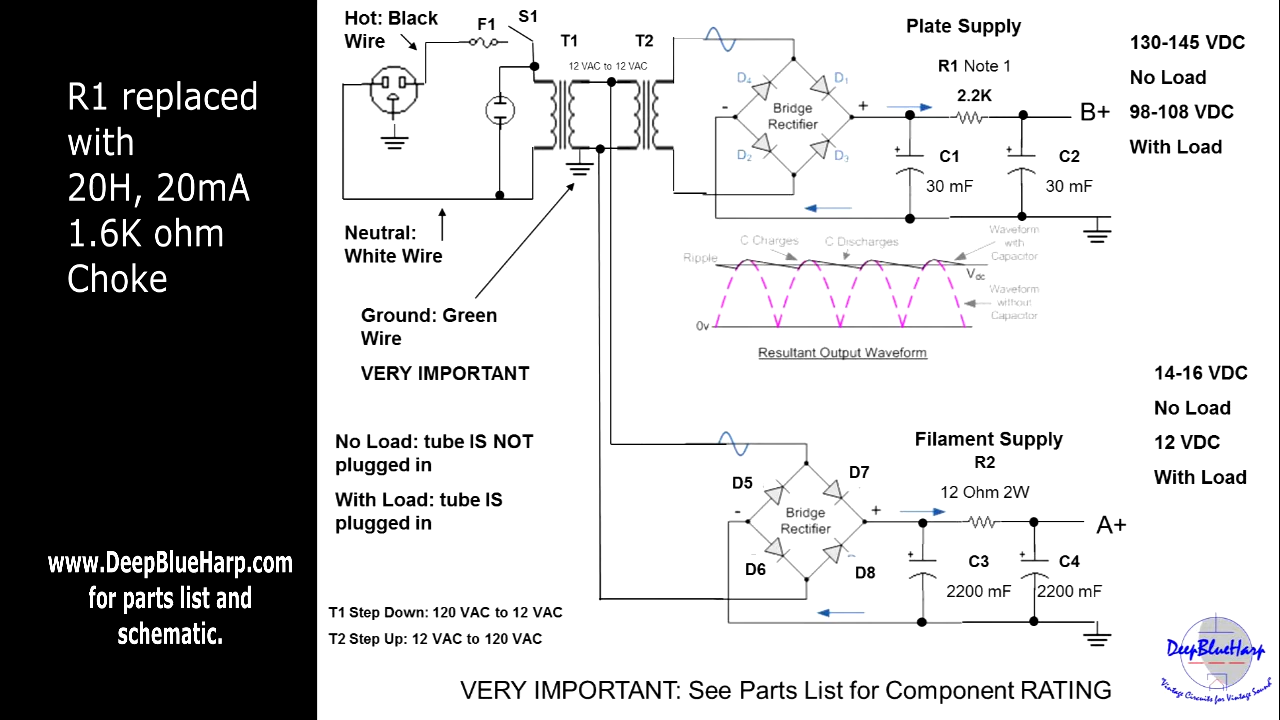 R1 replaced
with
20H, 20mA
1.6K ohm
Choke
www.DeepBlueHarp.com
for parts list and
schematic.
Hot: Black
Wire
F1
S1
T1
T2
12 VAC to 12 VAC
Neutral:
White Wire
Ground: Green
Wire
VERY IMPORTANT
No Load: tube IS NOT
plugged in
With Load: tube IS
plugged in
T1 Step Down: 120 VAC to 12 VAC
T2 Step Up: 12 VAC to 120 VAC
Plate Supply
R1 Note 1
2.2K
D4
D1
Bridge
Rectifier
D2
D3
-
+
B+
+
C1
30 mF
+
C2
30 mF
130-145 VDC
No Load
98-108 VDC
With Load
C Charges
C Discharges
Waveform
with
Capacitor
Ripple
Vdc
Waveform
without
Capacitor
0v
Resultant Output Waveform
14-16 VDC
No Load
12 VDC
With Load
Filament Supply
R2
12 Ohm 2W
D5
D7
Bridge
Rectifier
D6
D8
-
+
A+
+
C3
2200 mF
+
C4
2200 mF
VERY IMPORTANT: See Parts List for Component RATING
DeepBlueHarp
Vintage Circuits for Vintage Sound